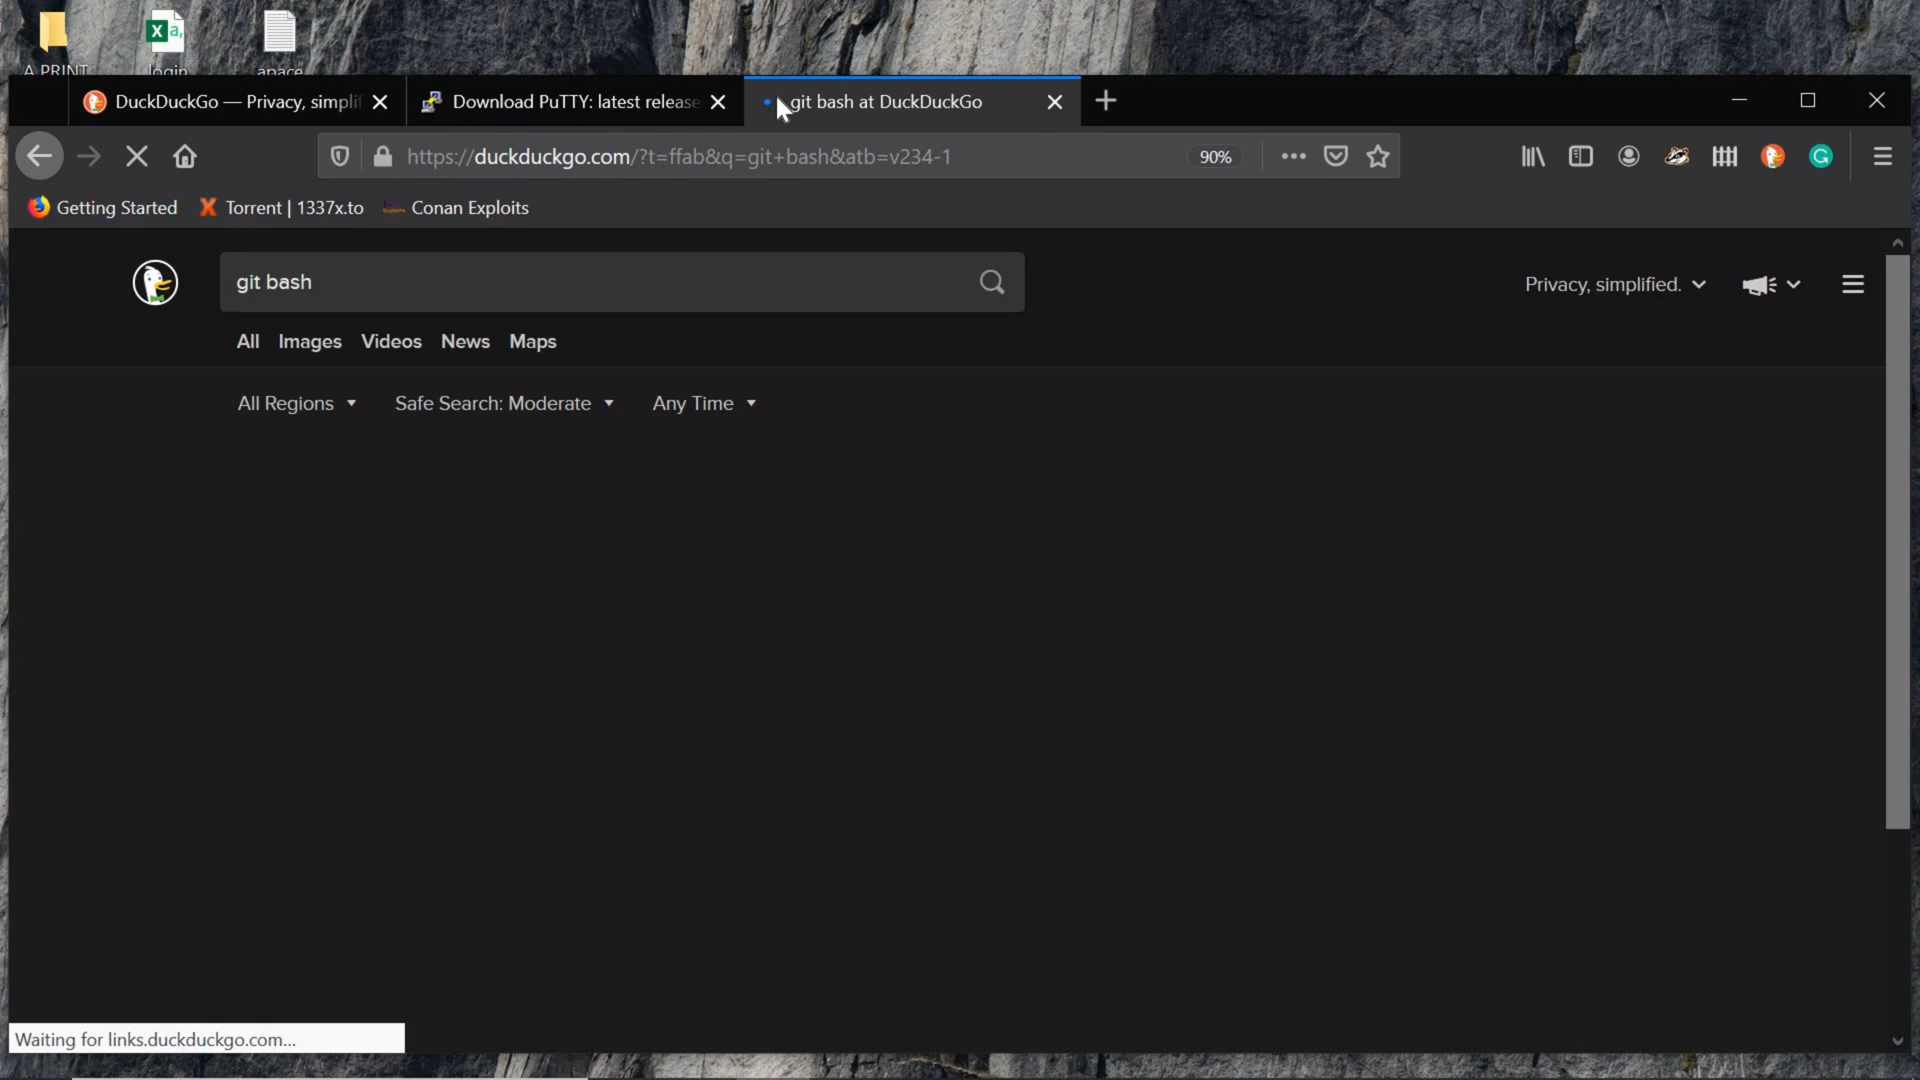 A PRINT
login
apace
DuckDuckGo — Privacy, simplif
Download PuTTY: latest release
git bash at DuckDuckGo
https://duckduckgo.com/?t=ffab&q=git+bash&atb=v234-1
90%
Getting Started
Torrent | 1337x.to
Conan Exploits
git bash
Privacy, simplified.
All Images Videos News Maps
All Regions
Safe Search: Moderate
Any Time
Waiting for links.duckduckgo.com...